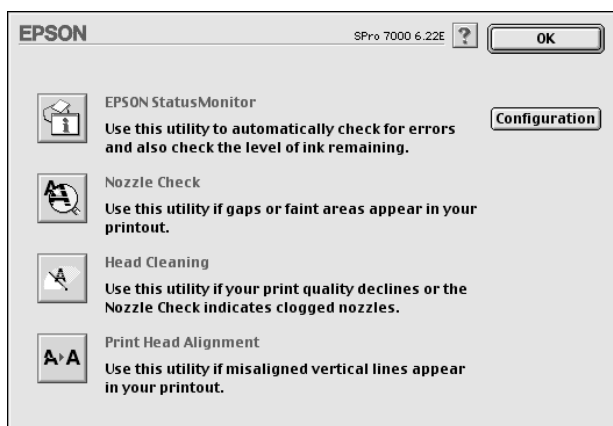 EPSON
SPro 7000 6.22E
?
OK
EPSON StatusMonitor
Use this utility to automatically check for errors
and also check the level of ink remaining.
Configuration
Nozzle Check
Use this utility if gaps or faint areas appear in your
printout.
Head Cleaning
Use this utility if your print quality declines or the
Nozzle Check indicates clogged nozzles.
Print Head Alignment
Use this utility if misaligned vertical lines appear
in your printout.